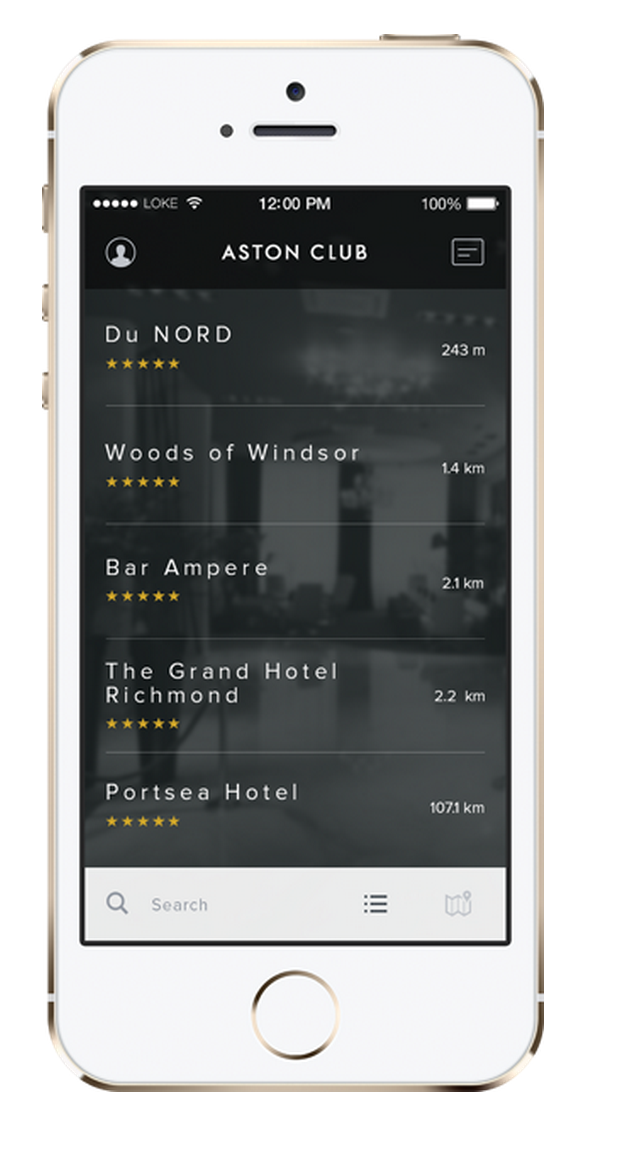 LOKE 12:00 PM 100%
ASTON CLUB
Du NORD
243 m
Woods of Windsor
1.4 km
Bar Ampere
2.1 km
The Grand Hotel
Richmond
2.2 km
Portsea Hotel
107.1 km
Search